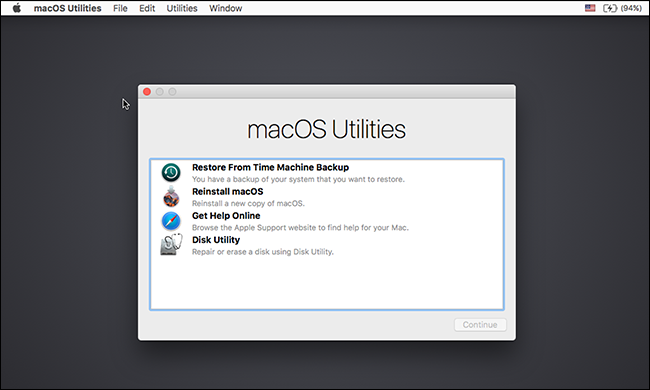 macOS Utilities File Edit Utilities Window (94%)
macOS Utilities
Restore From Time Machine Backup
You have a backup of your system that you want to restore.
Reinstall macOS
Reinstall a new copy of macOS.
Get Help Online
Browse the Apple Support website to find help for your Mac.
Disk Utility
Repair or erase a disk using Disk Utility.
Continue